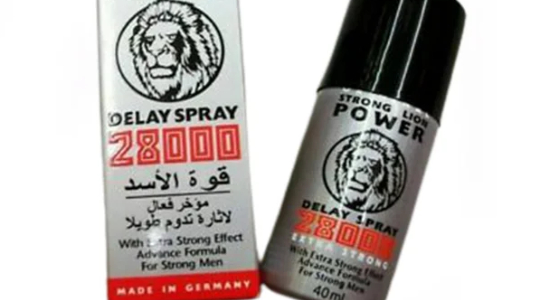 DELAY SPRAY
28000
قوة الأسد
مؤخر فعال
لاثارة تدوم طويلا
With Extra Strong Effect
Advance Formula
For Strong Men
MADE IN GERMANY
STRONG LION
POWER
DELAY SPRAY
28000
EXTRA STRONG
With Extra Strong Effect
Advance Formula
For Strong Men
40ml